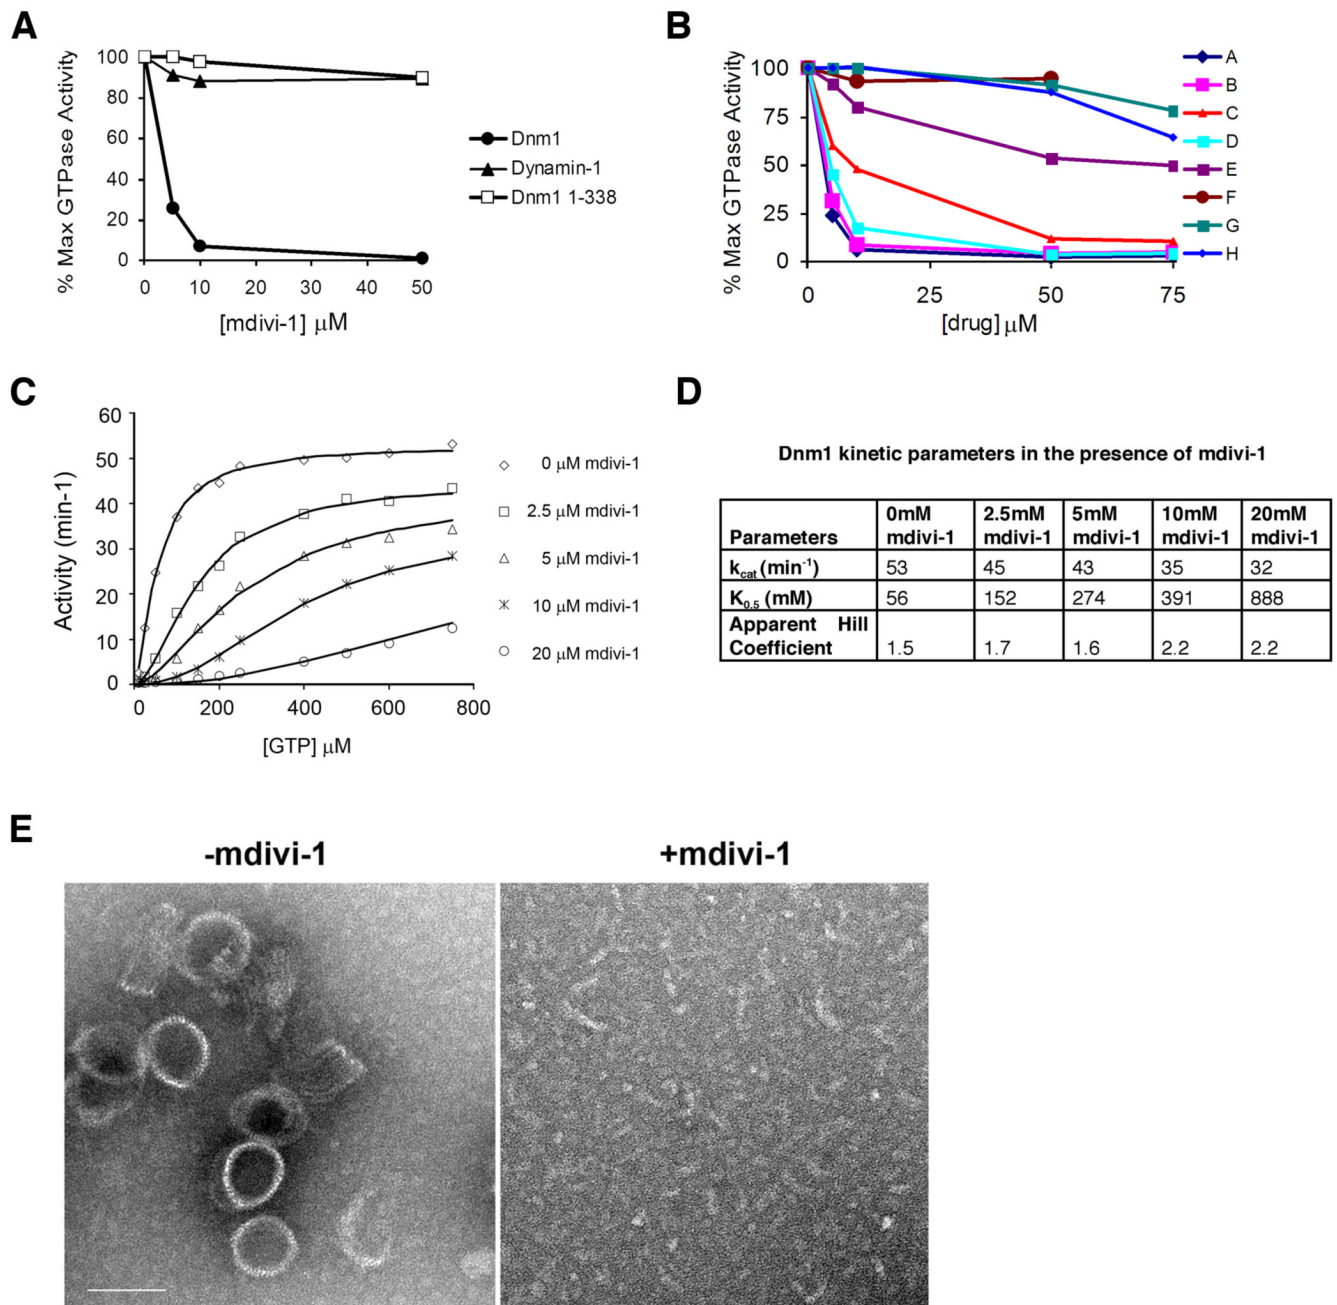 A
% Max GTPase Activity
100
80
60
40
20
0
0 10 20 30 40 50
[mdivi-1] μM
Dnm1
Dynamin-1
Dnm1 1-338
B
% Max GTPase Activity
100
75
50
25
0
0 25 50 75
[drug] μM
A
B
C
D
E
F
G
H
C
Activity (min-1)
60
50
40
30
20
10
0
0 200 400 600 800
[GTP] μM
0 μM mdivi-1
2.5 μM mdivi-1
5 μM mdivi-1
10 μM mdivi-1
20 μM mdivi-1
D
Dnm1 kinetic parameters in the presence of mdivi-1
Parameters 0mM mdivi-1 2.5mM mdivi-1 5mM mdivi-1 10mM mdivi-1 20mM mdivi-1
kcat (min-1) 53 45 43 35 32
K0.5 (mM) 56 152 274 391 888
Apparent Hill
Coefficient 1.5 1.7 1.6 2.2 2.2
E
-mdivi-1 +mdivi-1